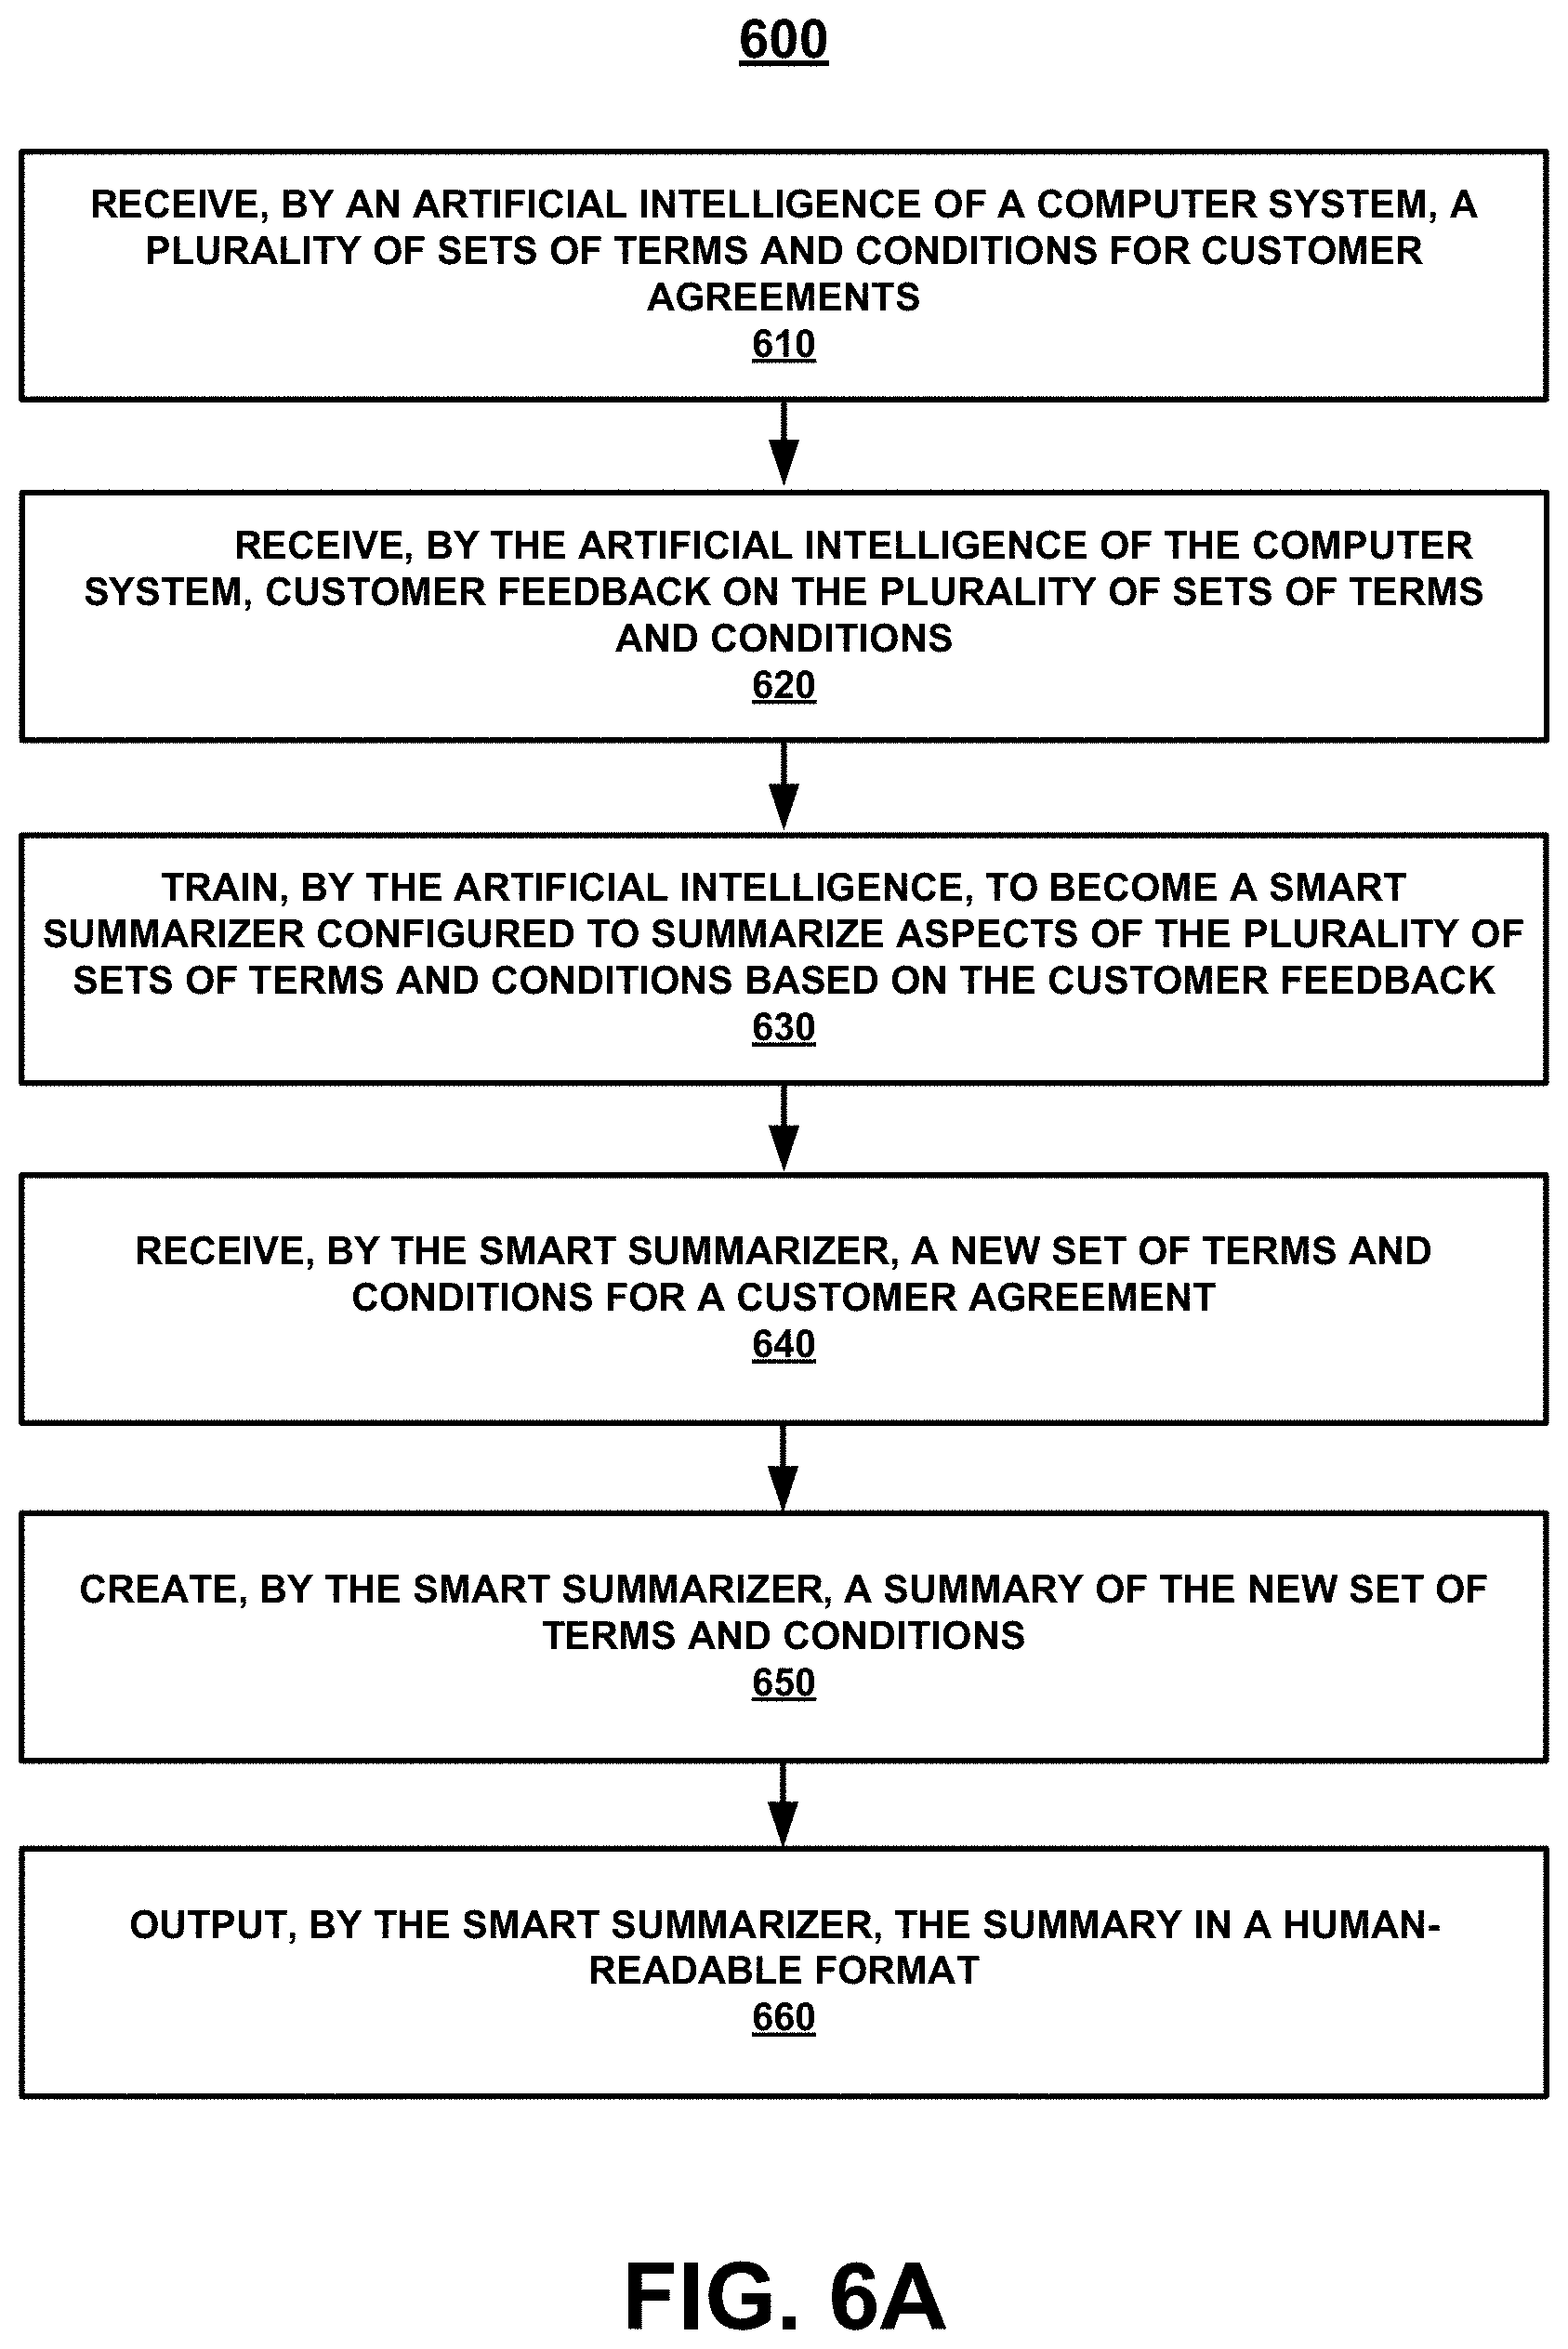 600
RECEIVE, BY AN ARTIFICIAL INTELLIGENCE OF A COMPUTER SYSTEM, A
PLURALITY OF SETS OF TERMS AND CONDITIONS FOR CUSTOMER
AGREEMENTS
610
RECEIVE, BY THE ARTIFICIAL INTELLIGENCE OF THE COMPUTER
SYSTEM, CUSTOMER FEEDBACK ON THE PLURALITY OF SETS OF TERMS
AND CONDITIONS
620
TRAIN, BY THE ARTIFICIAL INTELLIGENCE, TO BECOME A SMART
SUMMARIZER CONFIGURED TO SUMMARIZE ASPECTS OF THE PLURALITY OF
SETS OF TERMS AND CONDITIONS BASED ON THE CUSTOMER FEEDBACK
630
RECEIVE, BY THE SMART SUMMARIZER, A NEW SET OF TERMS AND
CONDITIONS FOR A CUSTOMER AGREEMENT
640
CREATE, BY THE SMART SUMMARIZER, A SUMMARY OF THE NEW SET OF
TERMS AND CONDITIONS
650
OUTPUT, BY THE SMART SUMMARIZER, THE SUMMARY IN A HUMAN-
READABLE FORMAT
660
FIG. 6A